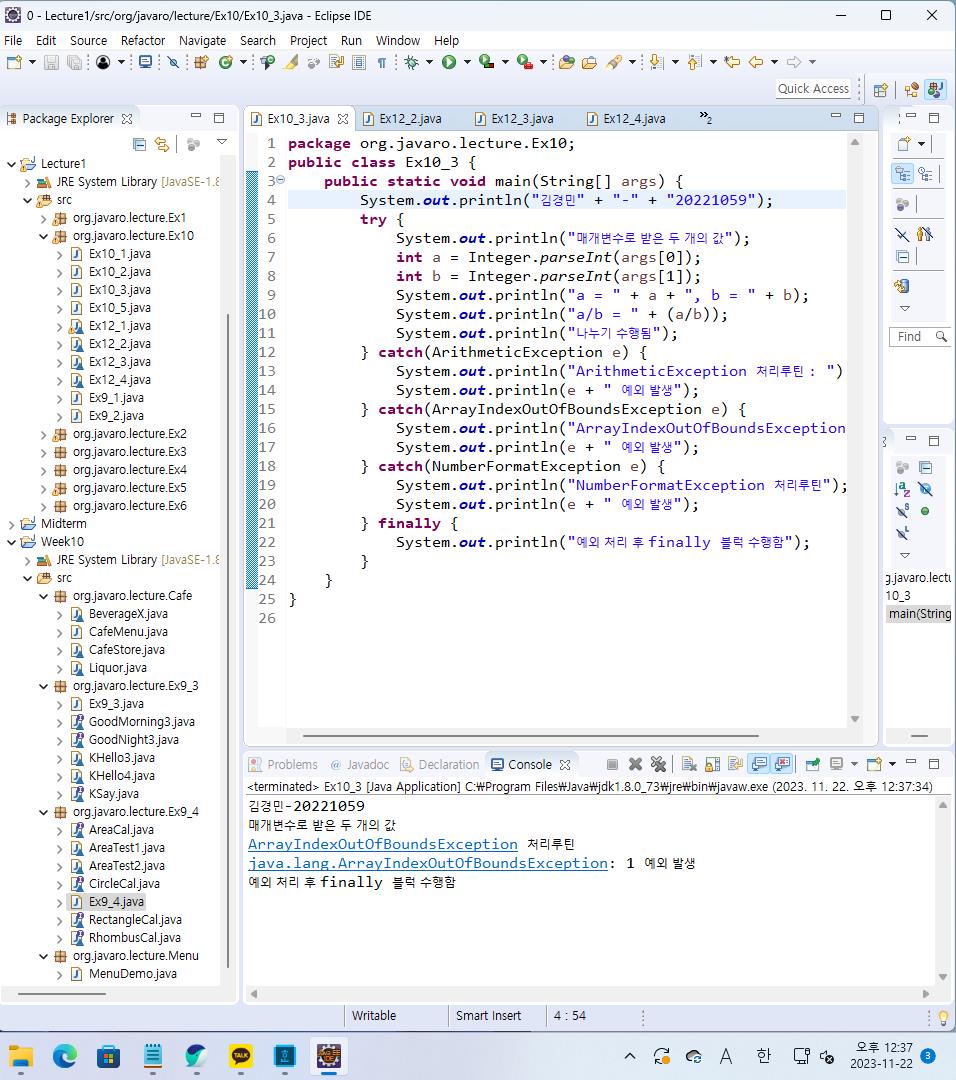 0 - Lecture1/src/org/javaro/lecture/Ex10/Ex10_3.java - Eclipse IDE
File Edit Source Refactor Navigate Search Project Run Window Help
Quick Access
Package Explorer
Lecture1
JRE System Library [JavaSE-1.8
src
org.javaro.lecture.Ex1
org.javaro.lecture.Ex10
Ex10_1.java
Ex10_2.java
Ex10_3.java
Ex10_5.java
Ex12_1.java
Ex12_2.java
Ex12_3.java
Ex12_4.java
Ex9_1.java
Ex9_2.java
org.javaro.lecture.Ex2
org.javaro.lecture.Ex3
org.javaro.lecture.Ex4
org.javaro.lecture.Ex5
org.javaro.lecture.Ex6
Midterm
Week10
JRE System Library [JavaSE-1.8
src
org.javaro.lecture.Cafe
BeverageX.java
CafeMenu.java
CafeStore.java
Liquor.java
org.javaro.lecture.Ex9_3
Ex9_3.java
GoodMorning3.java
GoodNight3.java
KHello3.java
KHello4.java
KSay.java
org.javaro.lecture.Ex9_4
AreaCal.java
AreaTest1.java
AreaTest2.java
CircleCal.java
Ex9_4.java
RectangleCal.java
RhombusCal.java
org.javaro.lecture.Menu
MenuDemo.java
Ex10_3.java Ex12_2.java Ex12_3.java Ex12_4.java »2
1 package org.javaro.lecture.Ex10;
2 public class Ex10_3 {
3 public static void main(String[] args) {
4 System.out.println("김경민" + "-" + "20221059");
5 try {
6 System.out.println("매개변수로 받은 두 개의 값");
7 int a = Integer.parseInt(args[0]);
8 int b = Integer.parseInt(args[1]);
9 System.out.println("a = " + a + ", b = " + b);
10 System.out.println("a/b = " + (a/b));
11 System.out.println("나누기 수행됨");
12 } catch(ArithmeticException e) {
13 System.out.println("ArithmeticException 처리루틴 : ")
14 System.out.println(e + " 예외 발생");
15 } catch(ArrayIndexOutOfBoundsException e) {
16 System.out.println("ArrayIndexOutOfBoundsException
17 System.out.println(e + " 예외 발생");
18 } catch(NumberFormatException e) {
19 System.out.println("NumberFormatException 처리루틴");
20 System.out.println(e + " 예외 발생");
21 } finally {
22 System.out.println("예외 처리 후 finally 블럭 수행함");
23 }
24 }
25 }
26
Find
g.javaro.lectu
10_3
main(String
Problems Javadoc Declaration Console
<terminated> Ex10_3 [Java Application] C:₩Program Files₩Java₩jdk1.8.0_73₩jre₩bin₩javaw.exe (2023. 11. 22. 오후 12:37:34)
김경민-20221059
매개변수로 받은 두 개의 값
ArrayIndexOutOfBoundsException 처리루틴
java.lang.ArrayIndexOutOfBoundsException: 1 예외 발생
예외 처리 후 finally 블럭 수행함
Writable Smart Insert 4 : 54
TALK
A 한
오후 12:37
2023-11-22
3